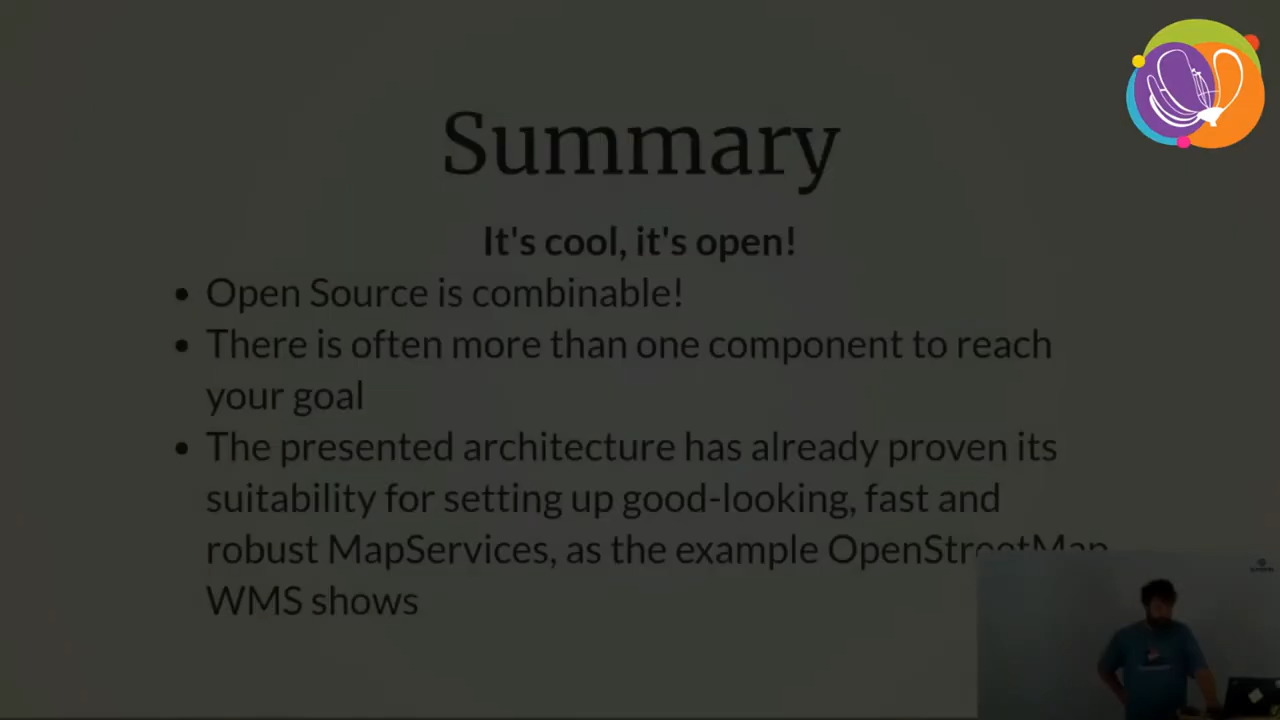 Summary
It's cool, it's open!
Open Source is combinable!
There is often more than one component to reach
your goal
The presented architecture has already proven its
suitability for setting up good-looking, fast and
robust MapServices, as the example OpenStreetMap
WMS shows